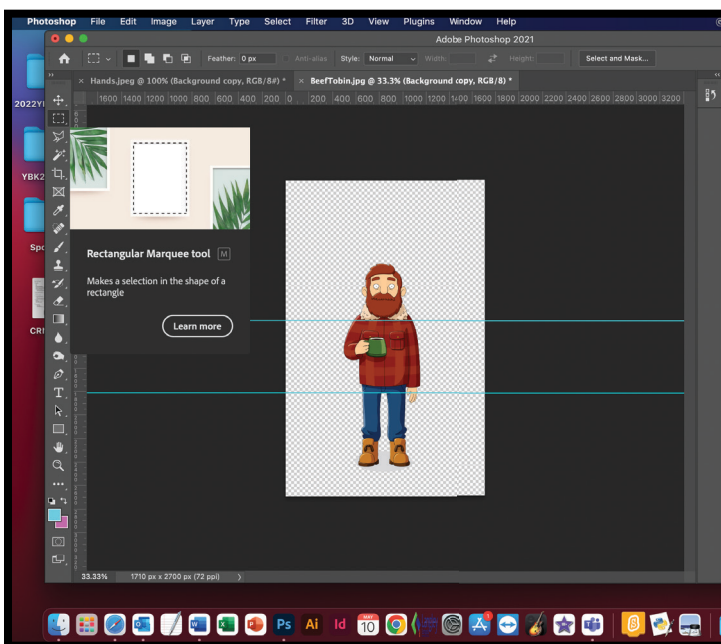 Photoshop File Edit Image Layer Type Select Filter 3D View Plugins Window Help
Adobe Photoshop 2021
Feather: 0 px Anti-alias Style: Normal Width: Height: Select and Mask...
× Hands.jpeg @ 100% (Background copy, RGB/8#) * × BeefTobin.jpg @ 33.3% (Background copy, RGB/8) *
1600 1400 1200 1000 800 600 400 200 0 200 400 600 800 1000 1200 1400 1600 1800 2000 2200 2400 2600 2800 3000 3200
2022Y
YBK2
Spo
CRI
Rectangular Marquee tool M
Makes a selection in the shape of a
rectangle
Learn more
T
33.33% 1710 px x 2700 px (72 ppi) >
Ps Ai Id MAY 10